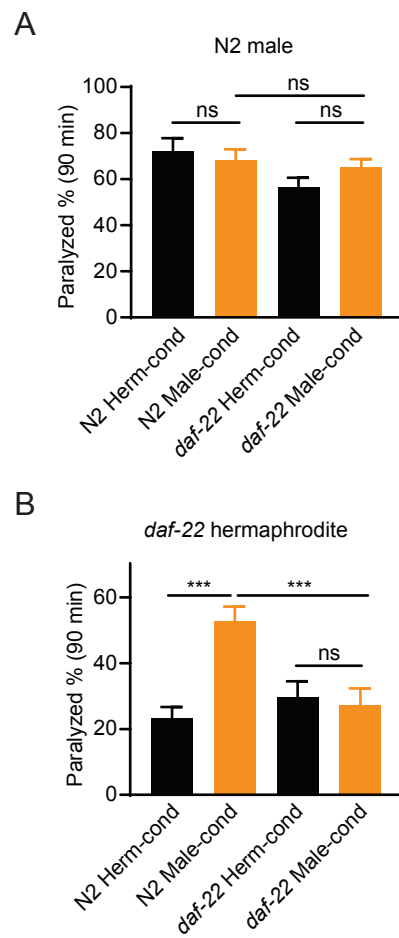 A
N2 male
ns
ns
ns
Paralyzed % (90 min)
100
80
60
40
20
0
N2 Herm-cond
N2 Male-cond
daf-22 Herm-cond
daf-22 Male-cond
B
daf-22 hermaphrodite
***
***
ns
Paralyzed % (90 min)
60
40
20
0
N2 Herm-cond
N2 Male-cond
daf-22 Herm-cond
daf-22 Male-cond